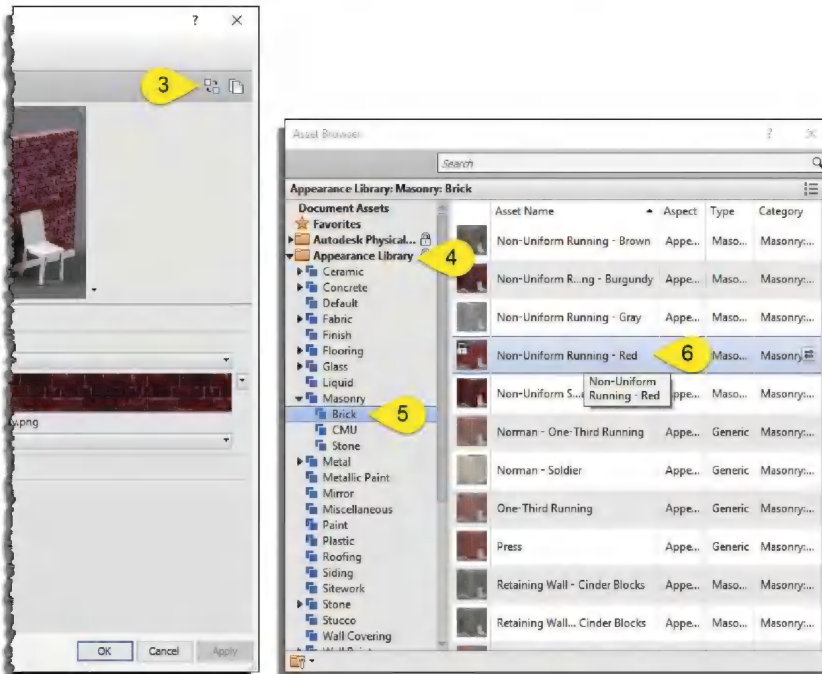 ? ×
3
y.png
OK Cancel Apply
Asset Browser ? ×
Search
Appearance Library: Masonry: Brick
Document Assets
Favorites
Autodesk Physical...
Appearance Library
4
Ceramic
Concrete
Default
Fabric
Finish
Flooring
Glass
Liquid
Masonry
Brick
5
CMU
Stone
Metal
Metallic Paint
Mirror
Miscellaneous
Paint
Plastic
Roofing
Siding
Sitework
Stone
Stucco
Wall Covering
Asset Name Aspect Type Category
Non-Uniform Running - Brown Appe... Maso... Masonry:...
Non-Uniform R...ng - Burgundy Appe... Maso... Masonry:...
Non-Uniform Running - Gray Appe... Maso... Masonry:...
Non-Uniform Running - Red 6 Maso... Masonry
Non-Uniform
Running - Red
Non-Uniform S... ppe... Maso... Masonry:...
Norman - One-Third Running Appe... Generic Masonry:...
Norman - Soldier Appe... Generic Masonry:...
One-Third Running Appe... Generic Masonry:...
Press Appe... Generic Masonry:...
Retaining Wall - Cinder Blocks Appe... Maso... Masonry:...
Retaining Wall... Cinder Blocks Appe... Maso... Masonry:...